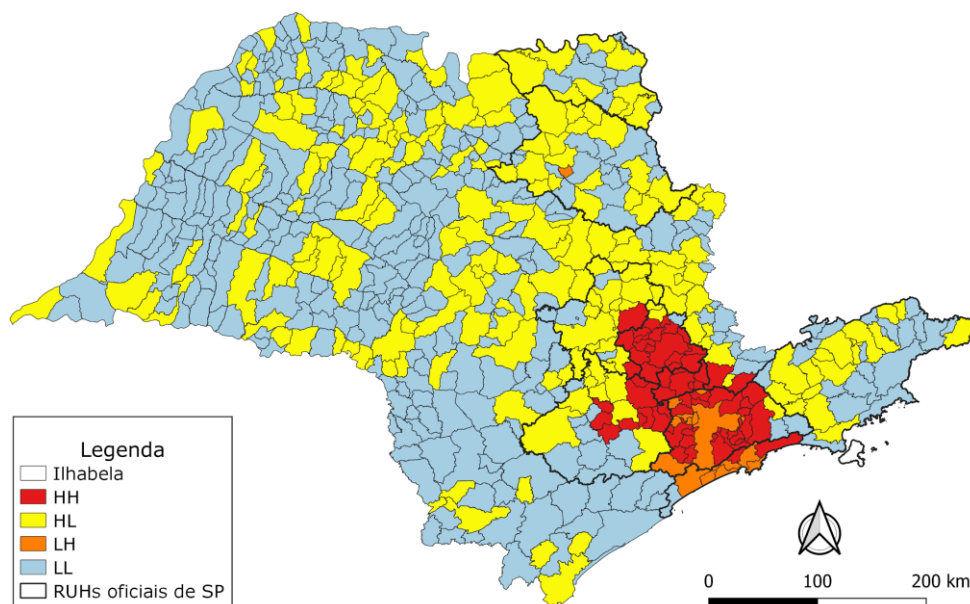 Legenda
Ilhabela
HH
HL
LH
LL
RUHs oficiais de SP
0 100 200 km